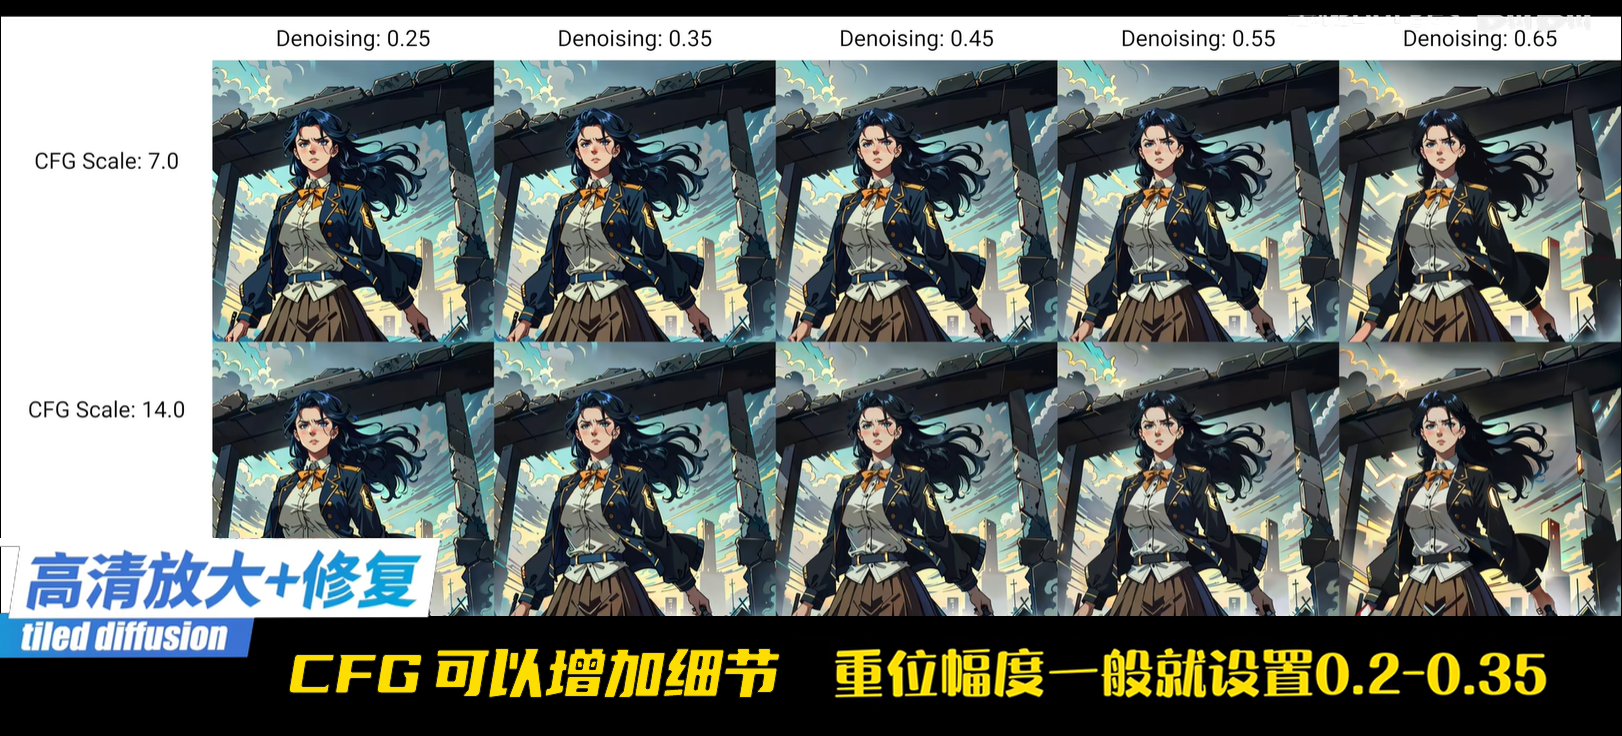 Denoising: 0.25 Denoising: 0.35 Denoising: 0.45 Denoising: 0.55 Denoising: 0.65
CFG Scale: 7.0
CFG Scale: 14.0
高清放大+修复
tiled diffusion
CFG 可以增加细节 重位幅度一般就设置0.2-0.35